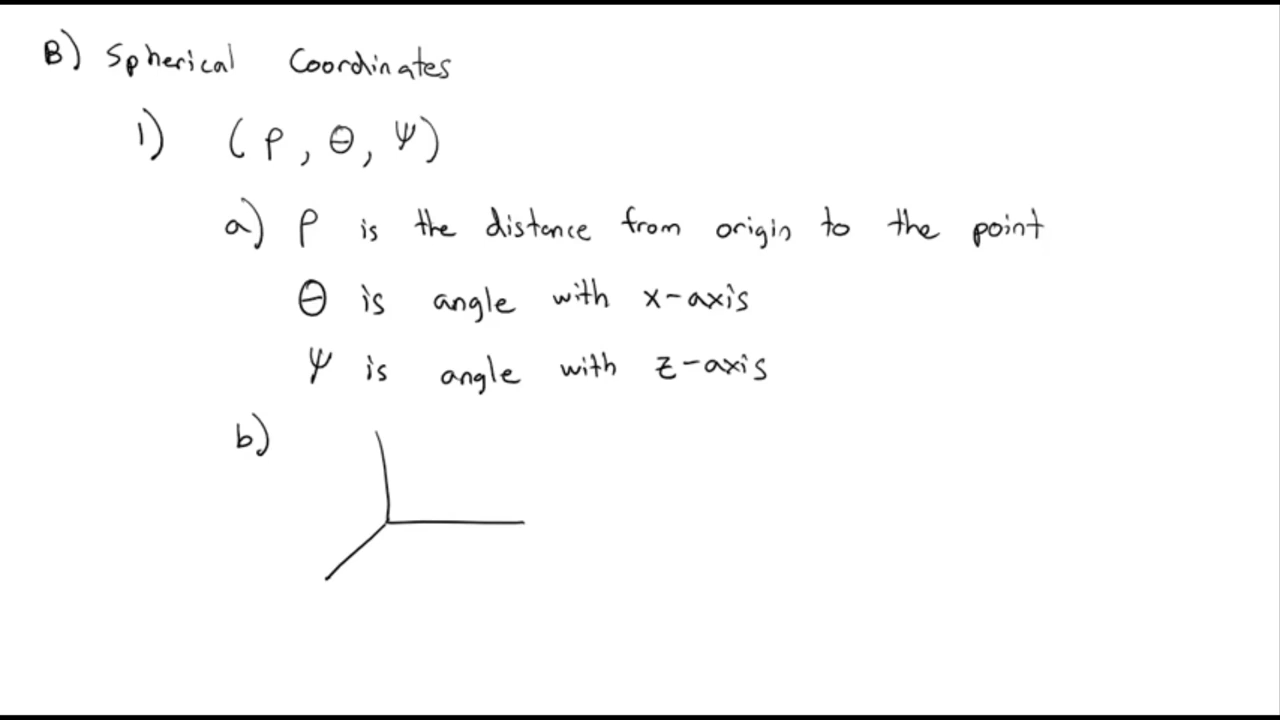 B) Spherical Coordinates
1) (ρ, θ, ψ)
a) ρ is the distance from origin to the point
θ is angle with x-axis
ψ is angle with z-axis
b)